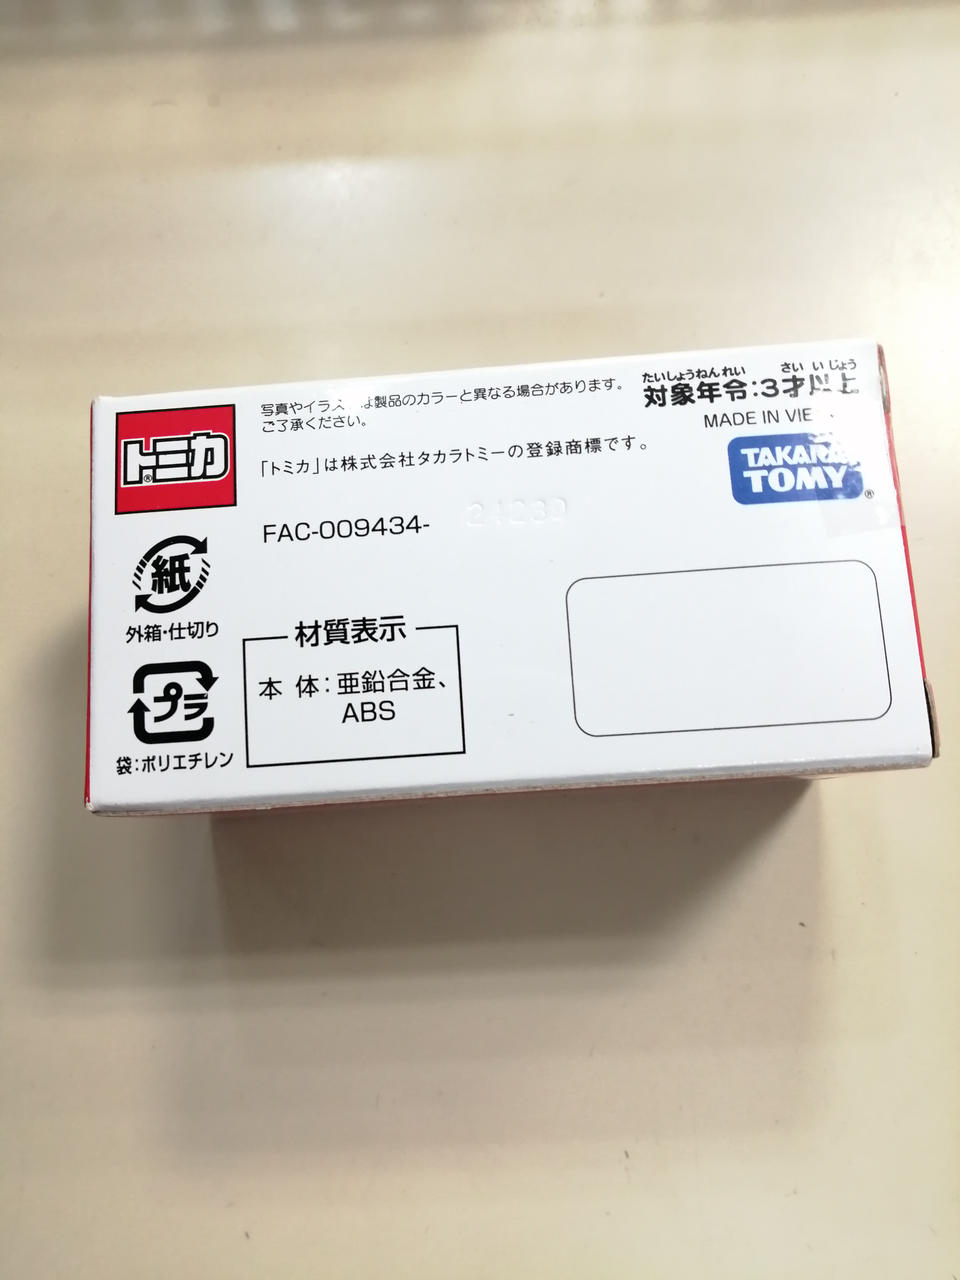 トミカ®
写真やイラス は製品のカラーと異なる場合があります。
ご了承ください。
「トミカ」は株式会社タカラトミーの登録商標です。
FAC-009434-
たいしょうねんれい さい いじょう
対象年令:3才以上
MADE IN VIE
TAKARA
TOMY®
紙
外箱・仕切り
プラ
袋:ポリエチレン
材質表示
本 体:亜鉛合金、
ABS